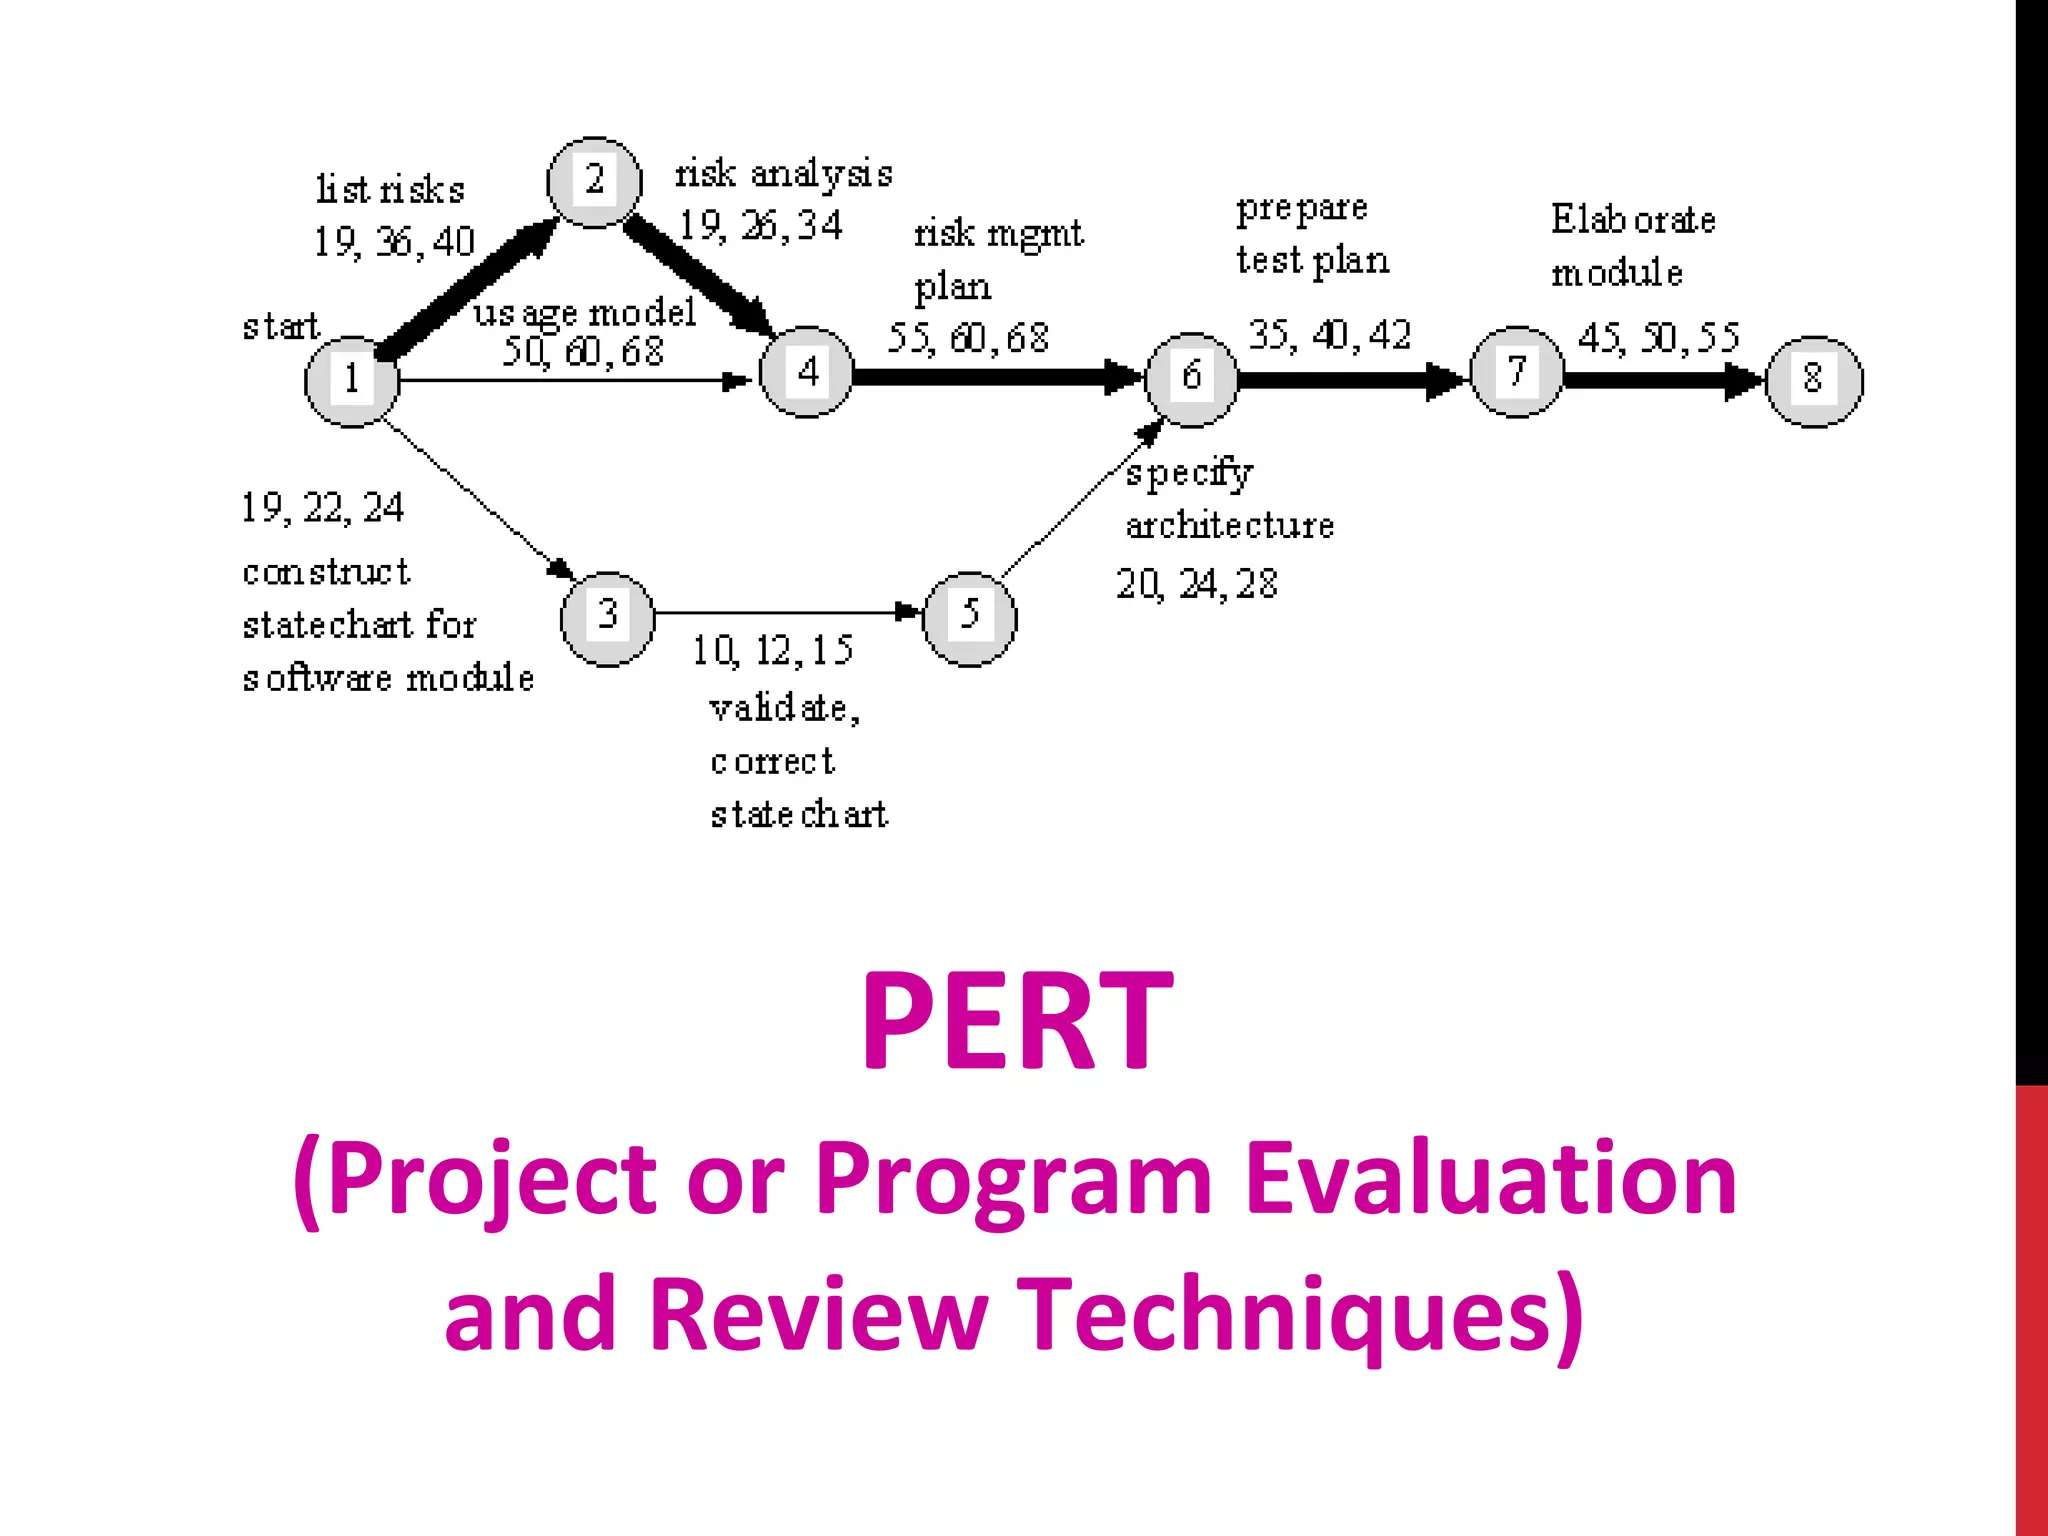 list risks
19, 36, 40
2
risk analysis
19, 26, 34
risk mgmt
plan
55, 60, 68
prepare
test plan
35, 40, 42
Elaborate
module
45, 50, 55
start
usage model
50, 60, 68
1
4
6
7
8
19, 22, 24
construct
statechart for
software module
3
10, 12, 15
validate,
correct
statechart
5
specify
architecture
20, 24, 28
PERT
(Project or Program Evaluation
and Review Techniques)